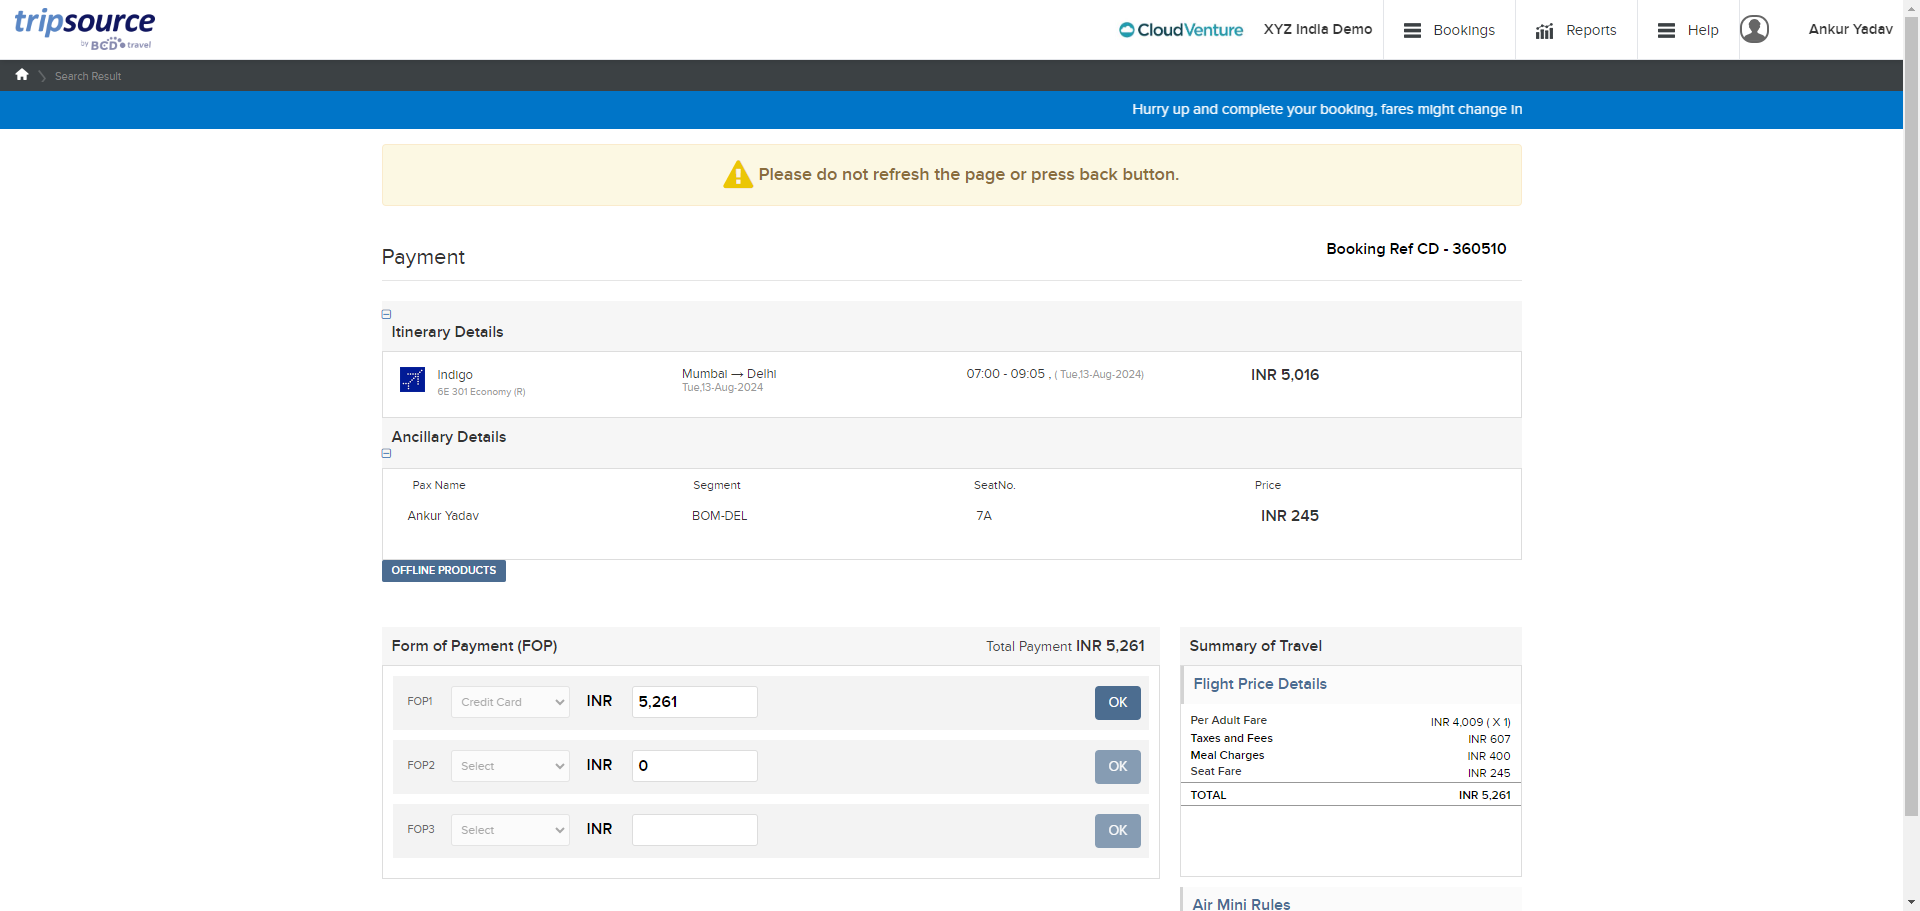 tripsource
by BCD travel
CloudVenture
XYZ India Demo
Bookings
Reports
Help
Ankur Yadav
Search Result
Hurry up and complete your booking, fares might change in
Please do not refresh the page or press back button.
Payment
Booking Ref CD - 360510
Itinerary Details
Indigo
6E 301 Economy (R)
Mumbai → Delhi
Tue,13-Aug-2024
07:00 - 09:05 , ( Tue,13-Aug-2024)
INR 5,016
Ancillary Details
Pax Name Segment SeatNo. Price
Ankur Yadav BOM-DEL 7A INR 245
OFFLINE PRODUCTS
Form of Payment (FOP) Total Payment INR 5,261
FOP1 Credit Card INR 5,261 OK
FOP2 Select INR 0 OK
FOP3 Select INR OK
Summary of Travel
Flight Price Details
Per Adult Fare INR 4,009 ( X 1)
Taxes and Fees INR 607
Meal Charges INR 400
Seat Fare INR 245
TOTAL INR 5,261
Air Mini Rules